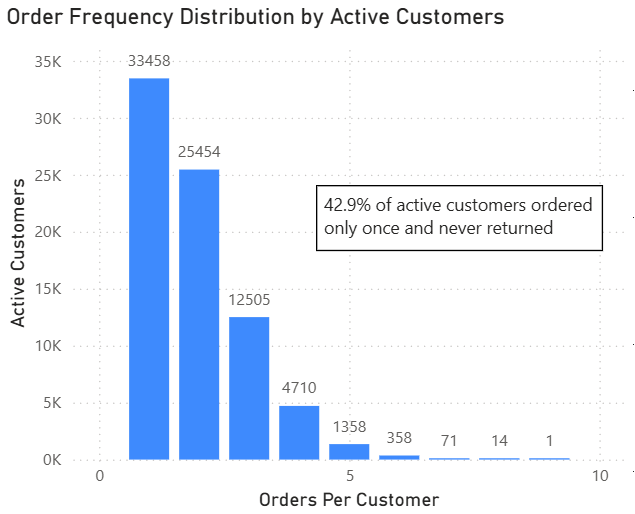 Order Frequency Distribution by Active Customers
35K
33458
30K
25454
25K
42.9% of active customers ordered
only once and never returned
20K
Active Customers
15K
12505
10K
4710
5K
1358
358
71
14
1
0K
0
5
10
Orders Per Customer